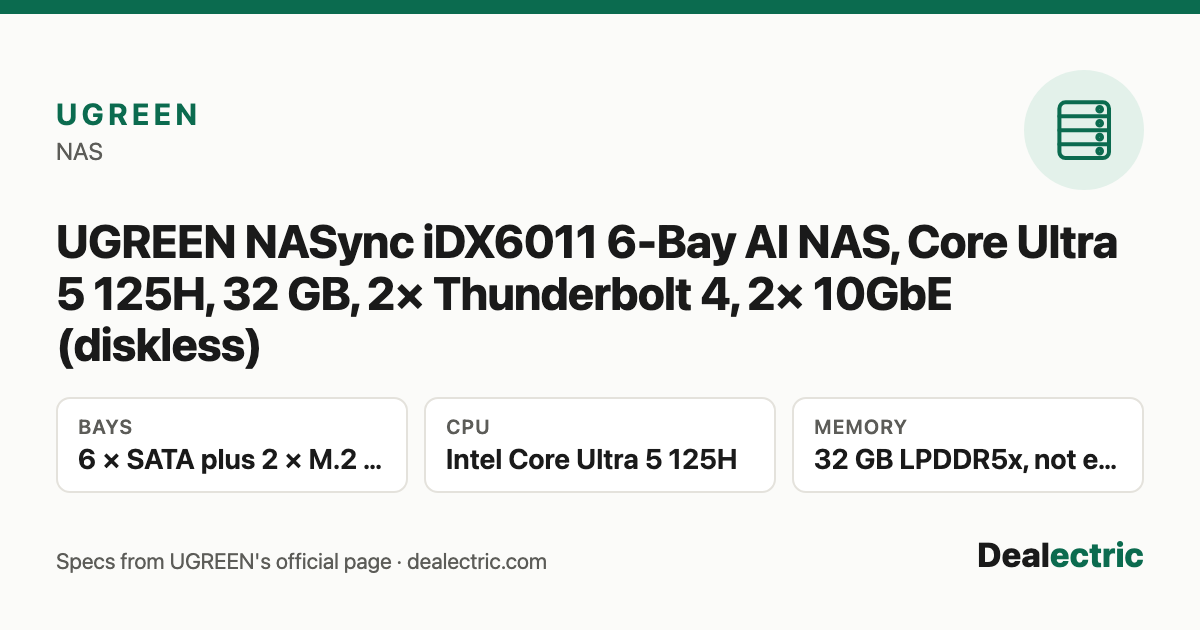 UGREEN
NAS
UGREEN NASync iDX6011 6-Bay AI NAS, Core Ultra
5 125H, 32 GB, 2× Thunderbolt 4, 2× 10GbE
(diskless)
BAYS
6 × SATA plus 2 × M.2 ...
CPU
Intel Core Ultra 5 125H
MEMORY
32 GB LPDDR5x, not e...
Specs from UGREEN's official page · dealectric.com
Dealectric